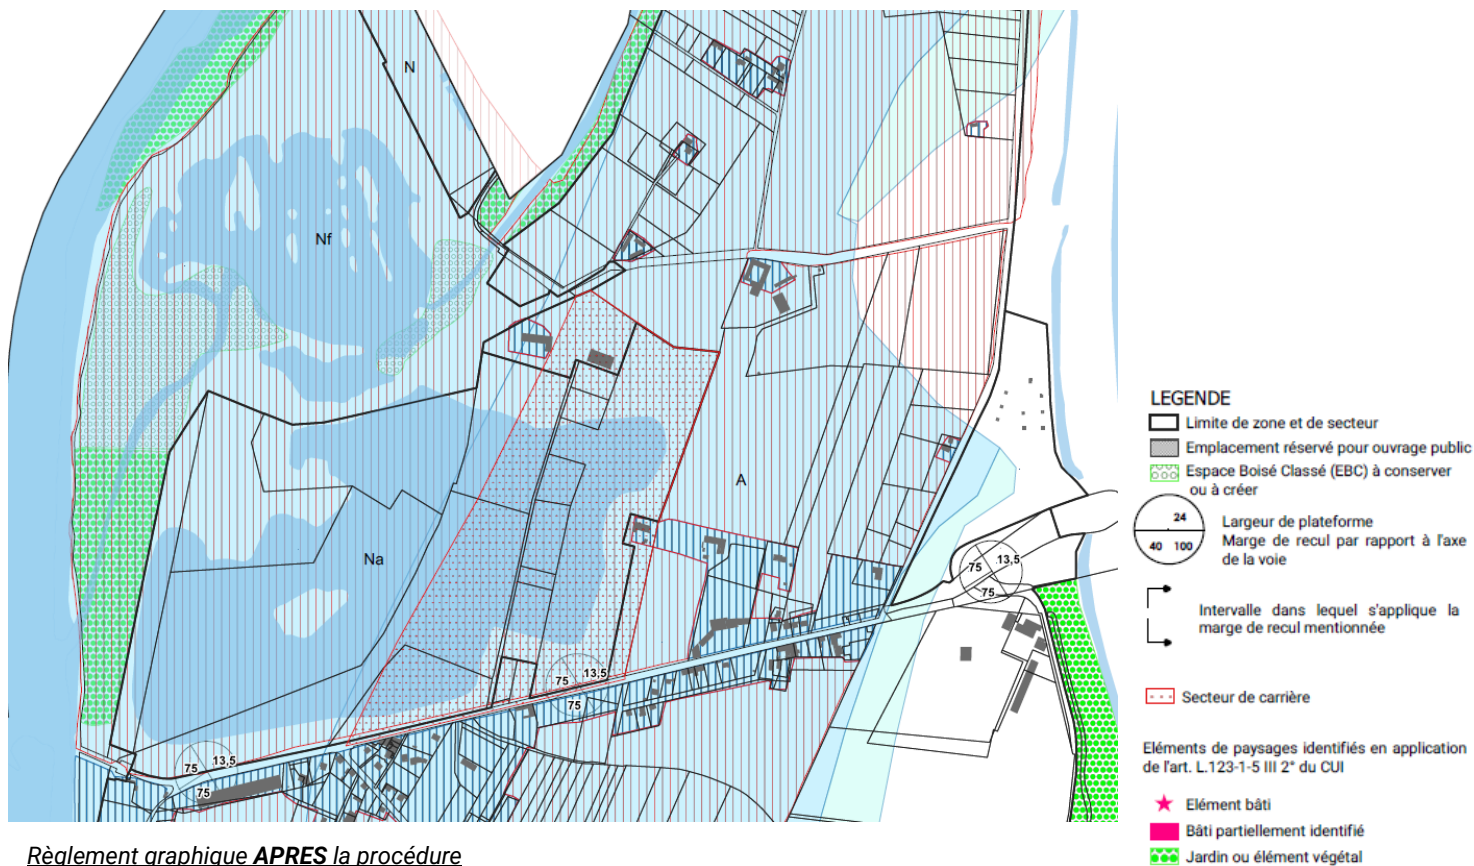 N
Nf
A
Na
75
13,5
75
75
13,5
75
75
13,5
75
LEGENDE
Limite de zone et de secteur
Emplacement réservé pour ouvrage public
Espace Boisé Classé (EBC) à conserver
ou à créer
24
40 100
Largeur de plateforme
Marge de recul par rapport à l'axe
de la voie
Intervalle dans lequel s'applique la
marge de recul mentionnée
Secteur de carrière
Eléments de paysages identifiés en application
de l'art. L.123-1-5 III 2° du CUI
Elément bâti
Bâti partiellement identifié
Jardin ou élément végétal
Règlement graphique APRES la procédure